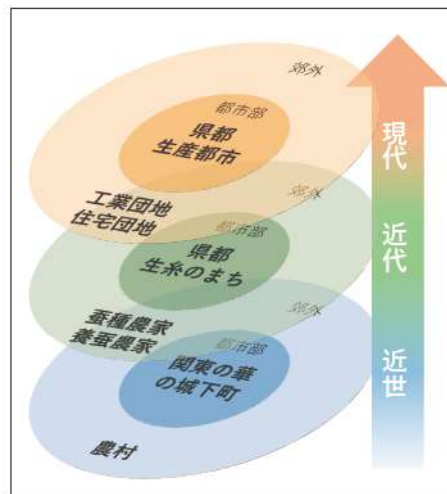 郊外
都市部
県都
生産都市
工業団地
住宅団地
郊外
都市部
県都
生糸のまち
蚕種農家
養蚕農家
郊外
都市部
関東の華
の城下町
農村
現代
近代
近世